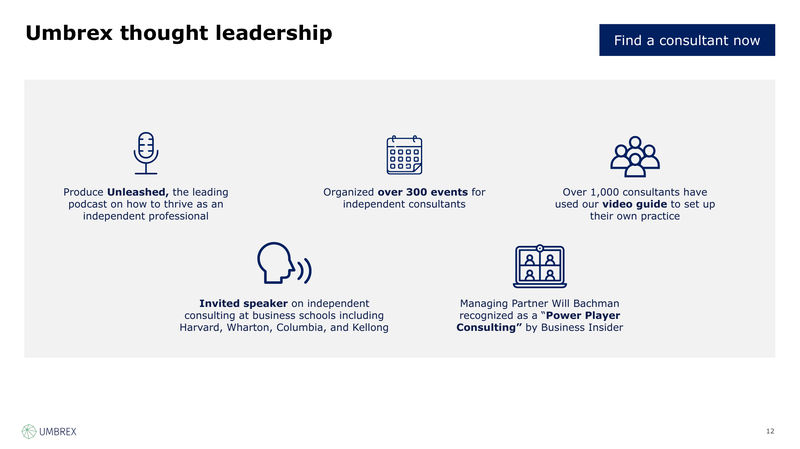 Umbrex thought leadership
Find a consultant now
Produce Unleashed, the leading
podcast on how to thrive as an
independent professional
Organized over 300 events for
independent consultants
Over 1,000 consultants have
used our video guide to set up
their own practice
Invited speaker on independent
consulting at business schools including
Harvard, Wharton, Columbia, and Kellong
Managing Partner Will Bachman
recognized as a “Power Player
Consulting” by Business Insider
UMBREX
12